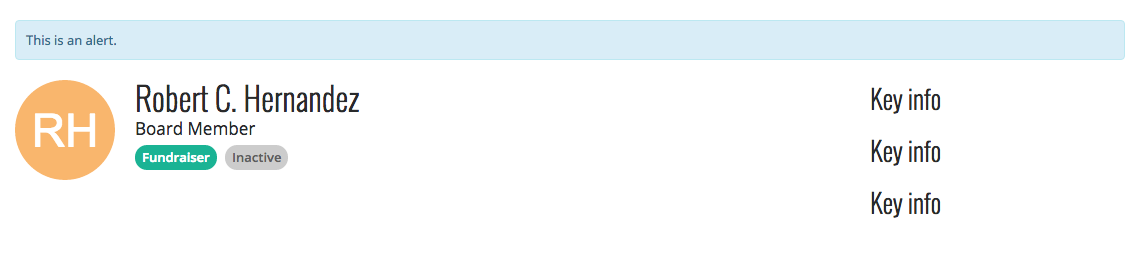 This is an alert.
RH
Robert C. Hernandez
Board Member
Fundraiser Inactive
Key info
Key info
Key info